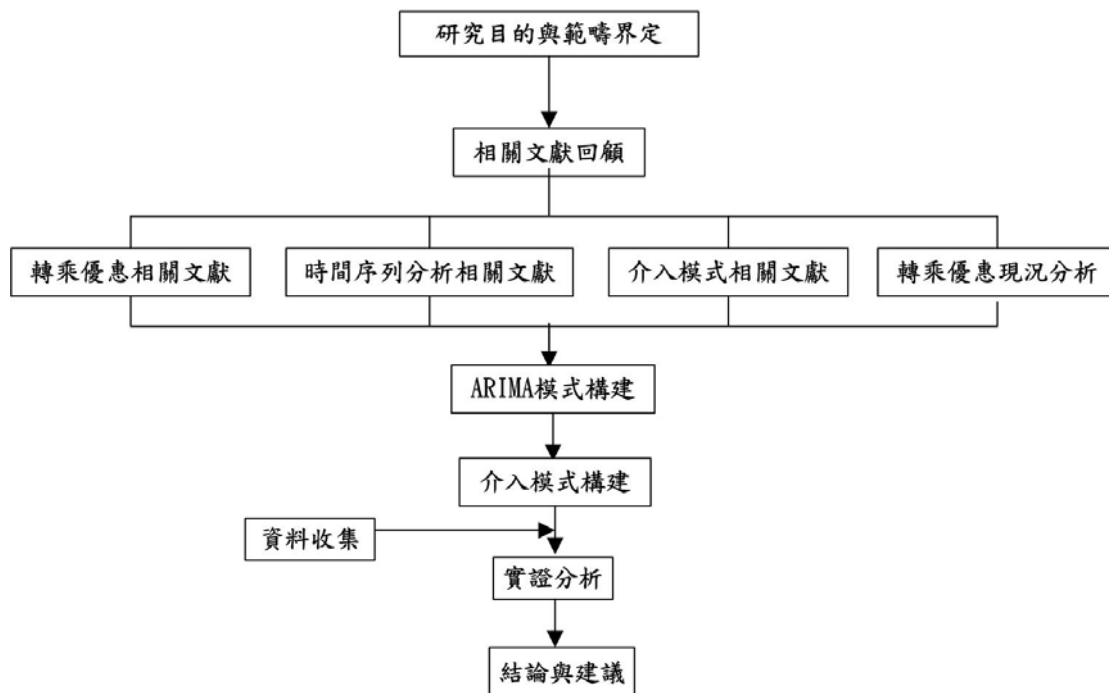 研究目的與範疇界定
相關文獻回顧
轉乘優惠相關文獻
時間序列分析相關文獻
介入模式相關文獻
轉乘優惠現況分析
ARIMA模式構建
介入模式構建
資料收集
實證分析
結論與建議